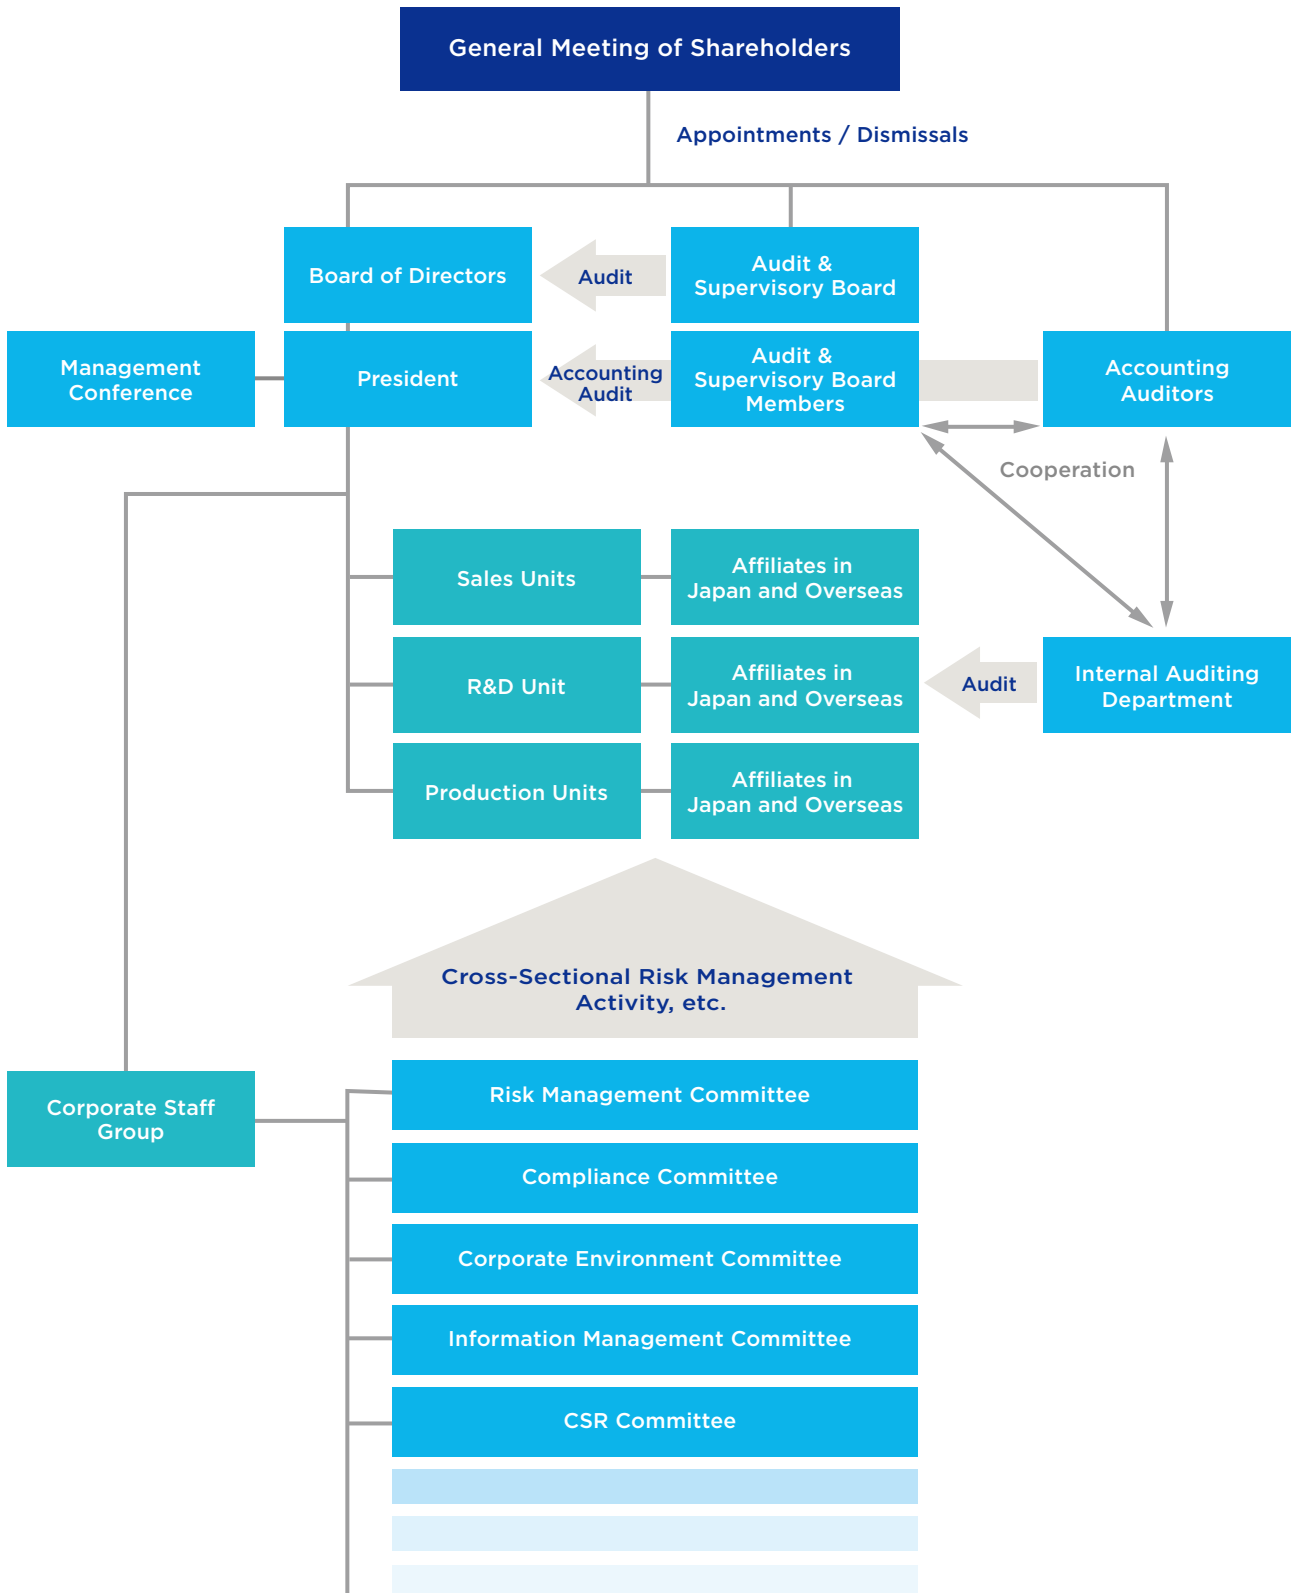 General Meeting of Shareholders
Appointments / Dismissals
Board of Directors
Audit
Audit &
Supervisory Board
Management
Conference
President
Accounting
Audit
Audit &
Supervisory Board
Members
Accounting
Auditors
Cooperation
Sales Units
Affiliates in
Japan and Overseas
R&D Unit
Affiliates in
Japan and Overseas
Audit
Internal Auditing
Department
Production Units
Affiliates in
Japan and Overseas
Cross-Sectional Risk Management
Activity, etc.
Corporate Staff
Group
Risk Management Committee
Compliance Committee
Corporate Environment Committee
Information Management Committee
CSR Committee